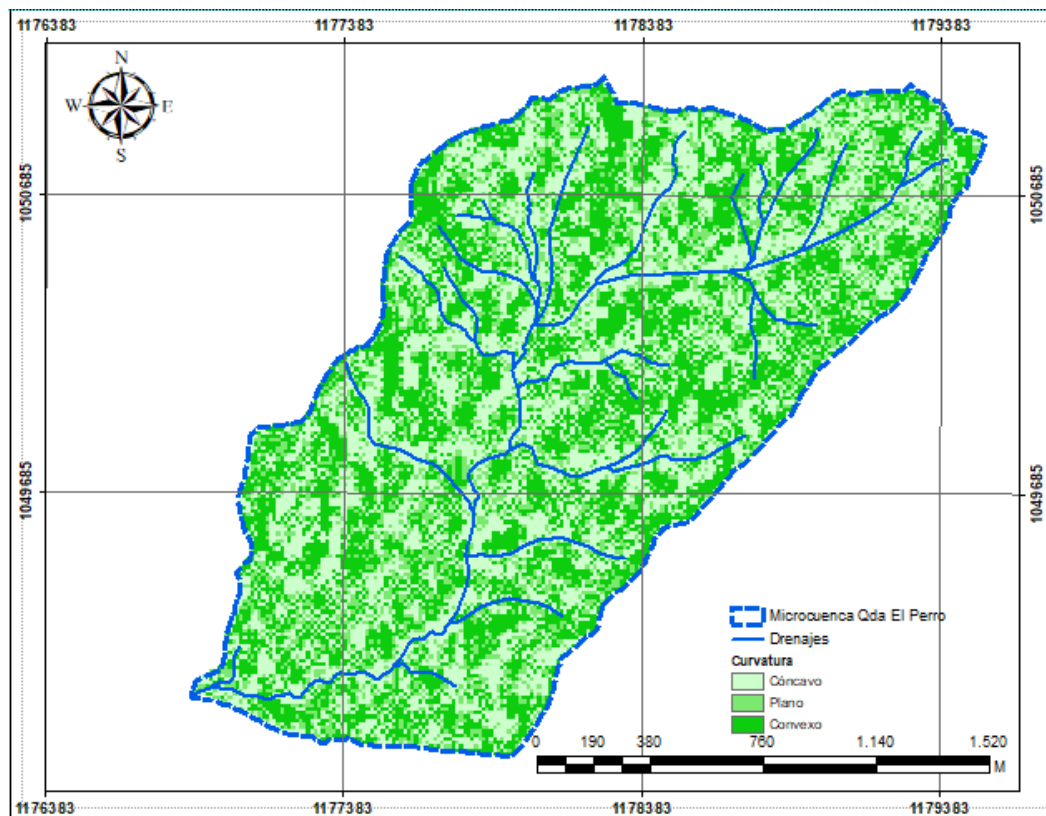 1176383 1177383 1178383 1179383
N
W E
S
1050685 1050685
1049685 1049685
Microcuenca Qda El Perro
Drenajes
Curvatura
Cóncavo
Plano
Convexo
0 190 380 760 1.140 1.520
M
1176383 1177383 1178383 1179383